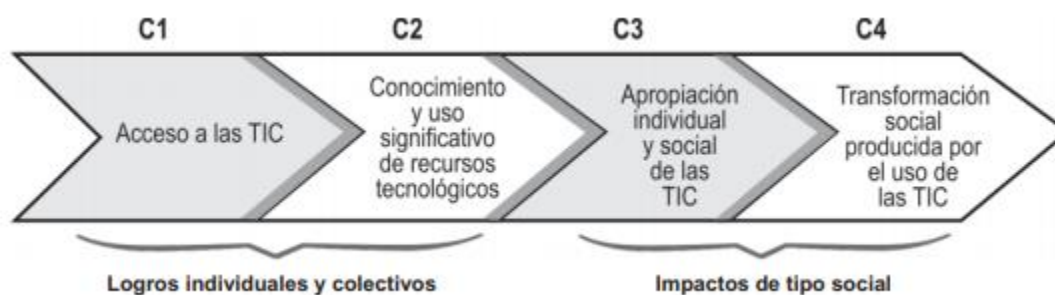 C1
C2
C3
C4
Acceso a las TIC
Conocimiento
y uso
significativo
de recursos
tecnológicos
Apropiación
individual
y social
de las
TIC
Transformación
social
producida por
el uso de
las TIC
Logros individuales y colectivos
Impactos de tipo social